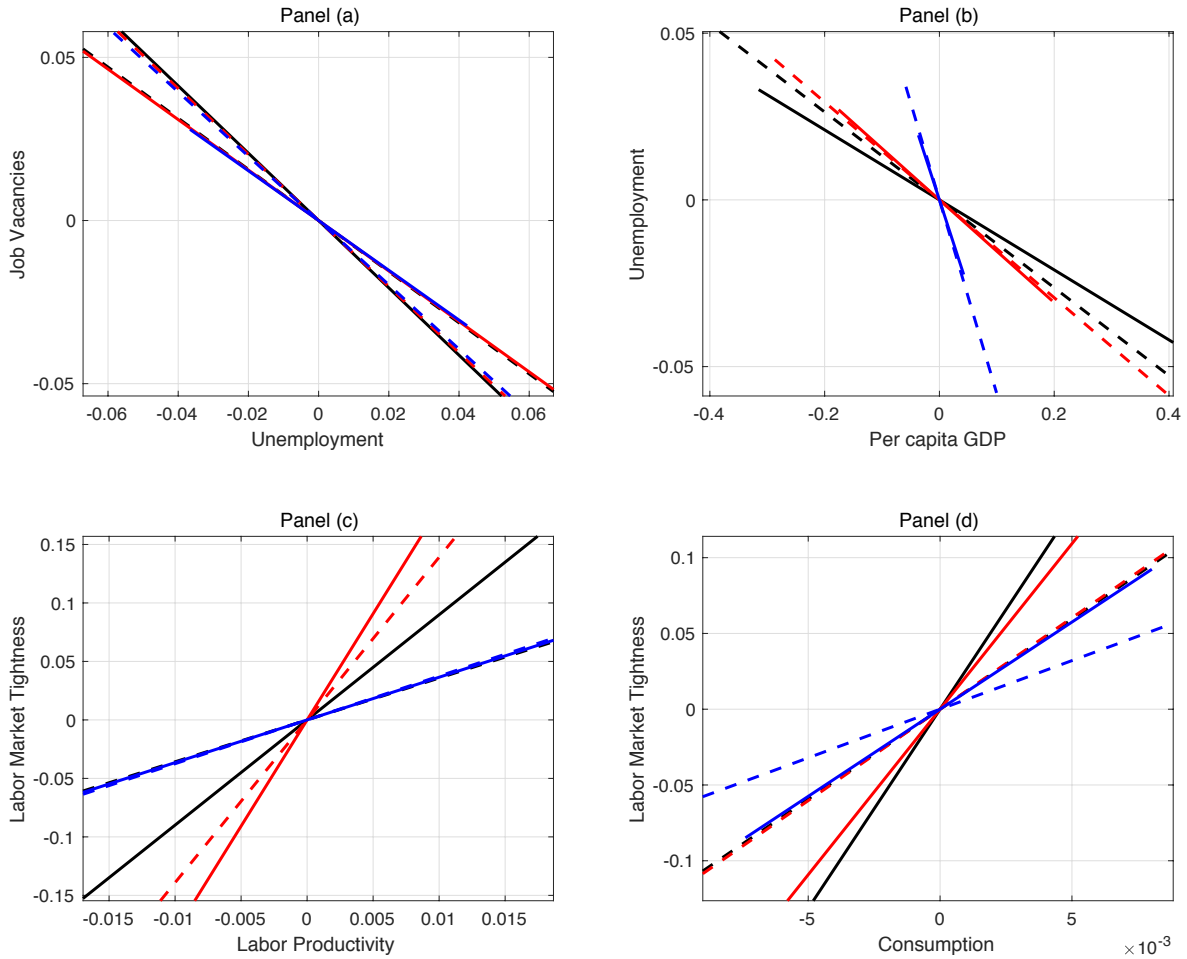 Panel (a)
Job Vacancies
0.05
0
-0.05
-0.06 -0.04 -0.02 0 0.02 0.04 0.06
Unemployment
Panel (b)
Unemployment
0.05
0
-0.05
-0.4 -0.2 0 0.2 0.4
Per capita GDP
Panel (c)
Labor Market Tightness
0.15
0.1
0.05
0
-0.05
-0.1
-0.15
-0.015 -0.01 -0.005 0 0.005 0.01 0.015
Labor Productivity
Panel (d)
Labor Market Tightness
0.1
0.05
0
-0.05
-0.1
-5 0 5
Consumption
×10⁻³